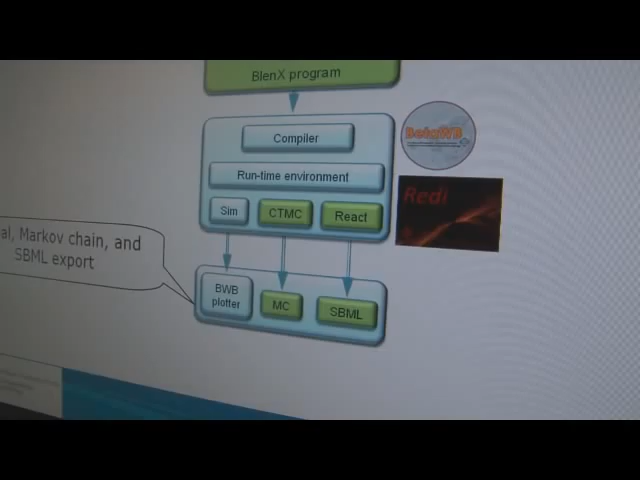 BlenX program
Compiler
BetaWB
Run-time environment
Redi
Sim
CTMC
React
al, Markov chain, and
SBML export
BWB
plotter
MC
SBML